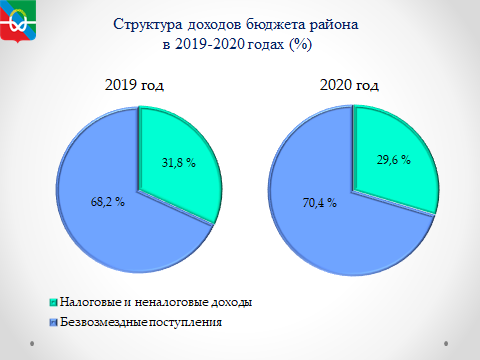 Структура доходов бюджета района
в 2019-2020 годах (%)
2019 год
2020 год
31,8 %
68,2 %
29,6 %
70,4 %
Налоговые и неналоговые доходы
Безвозмездные поступления